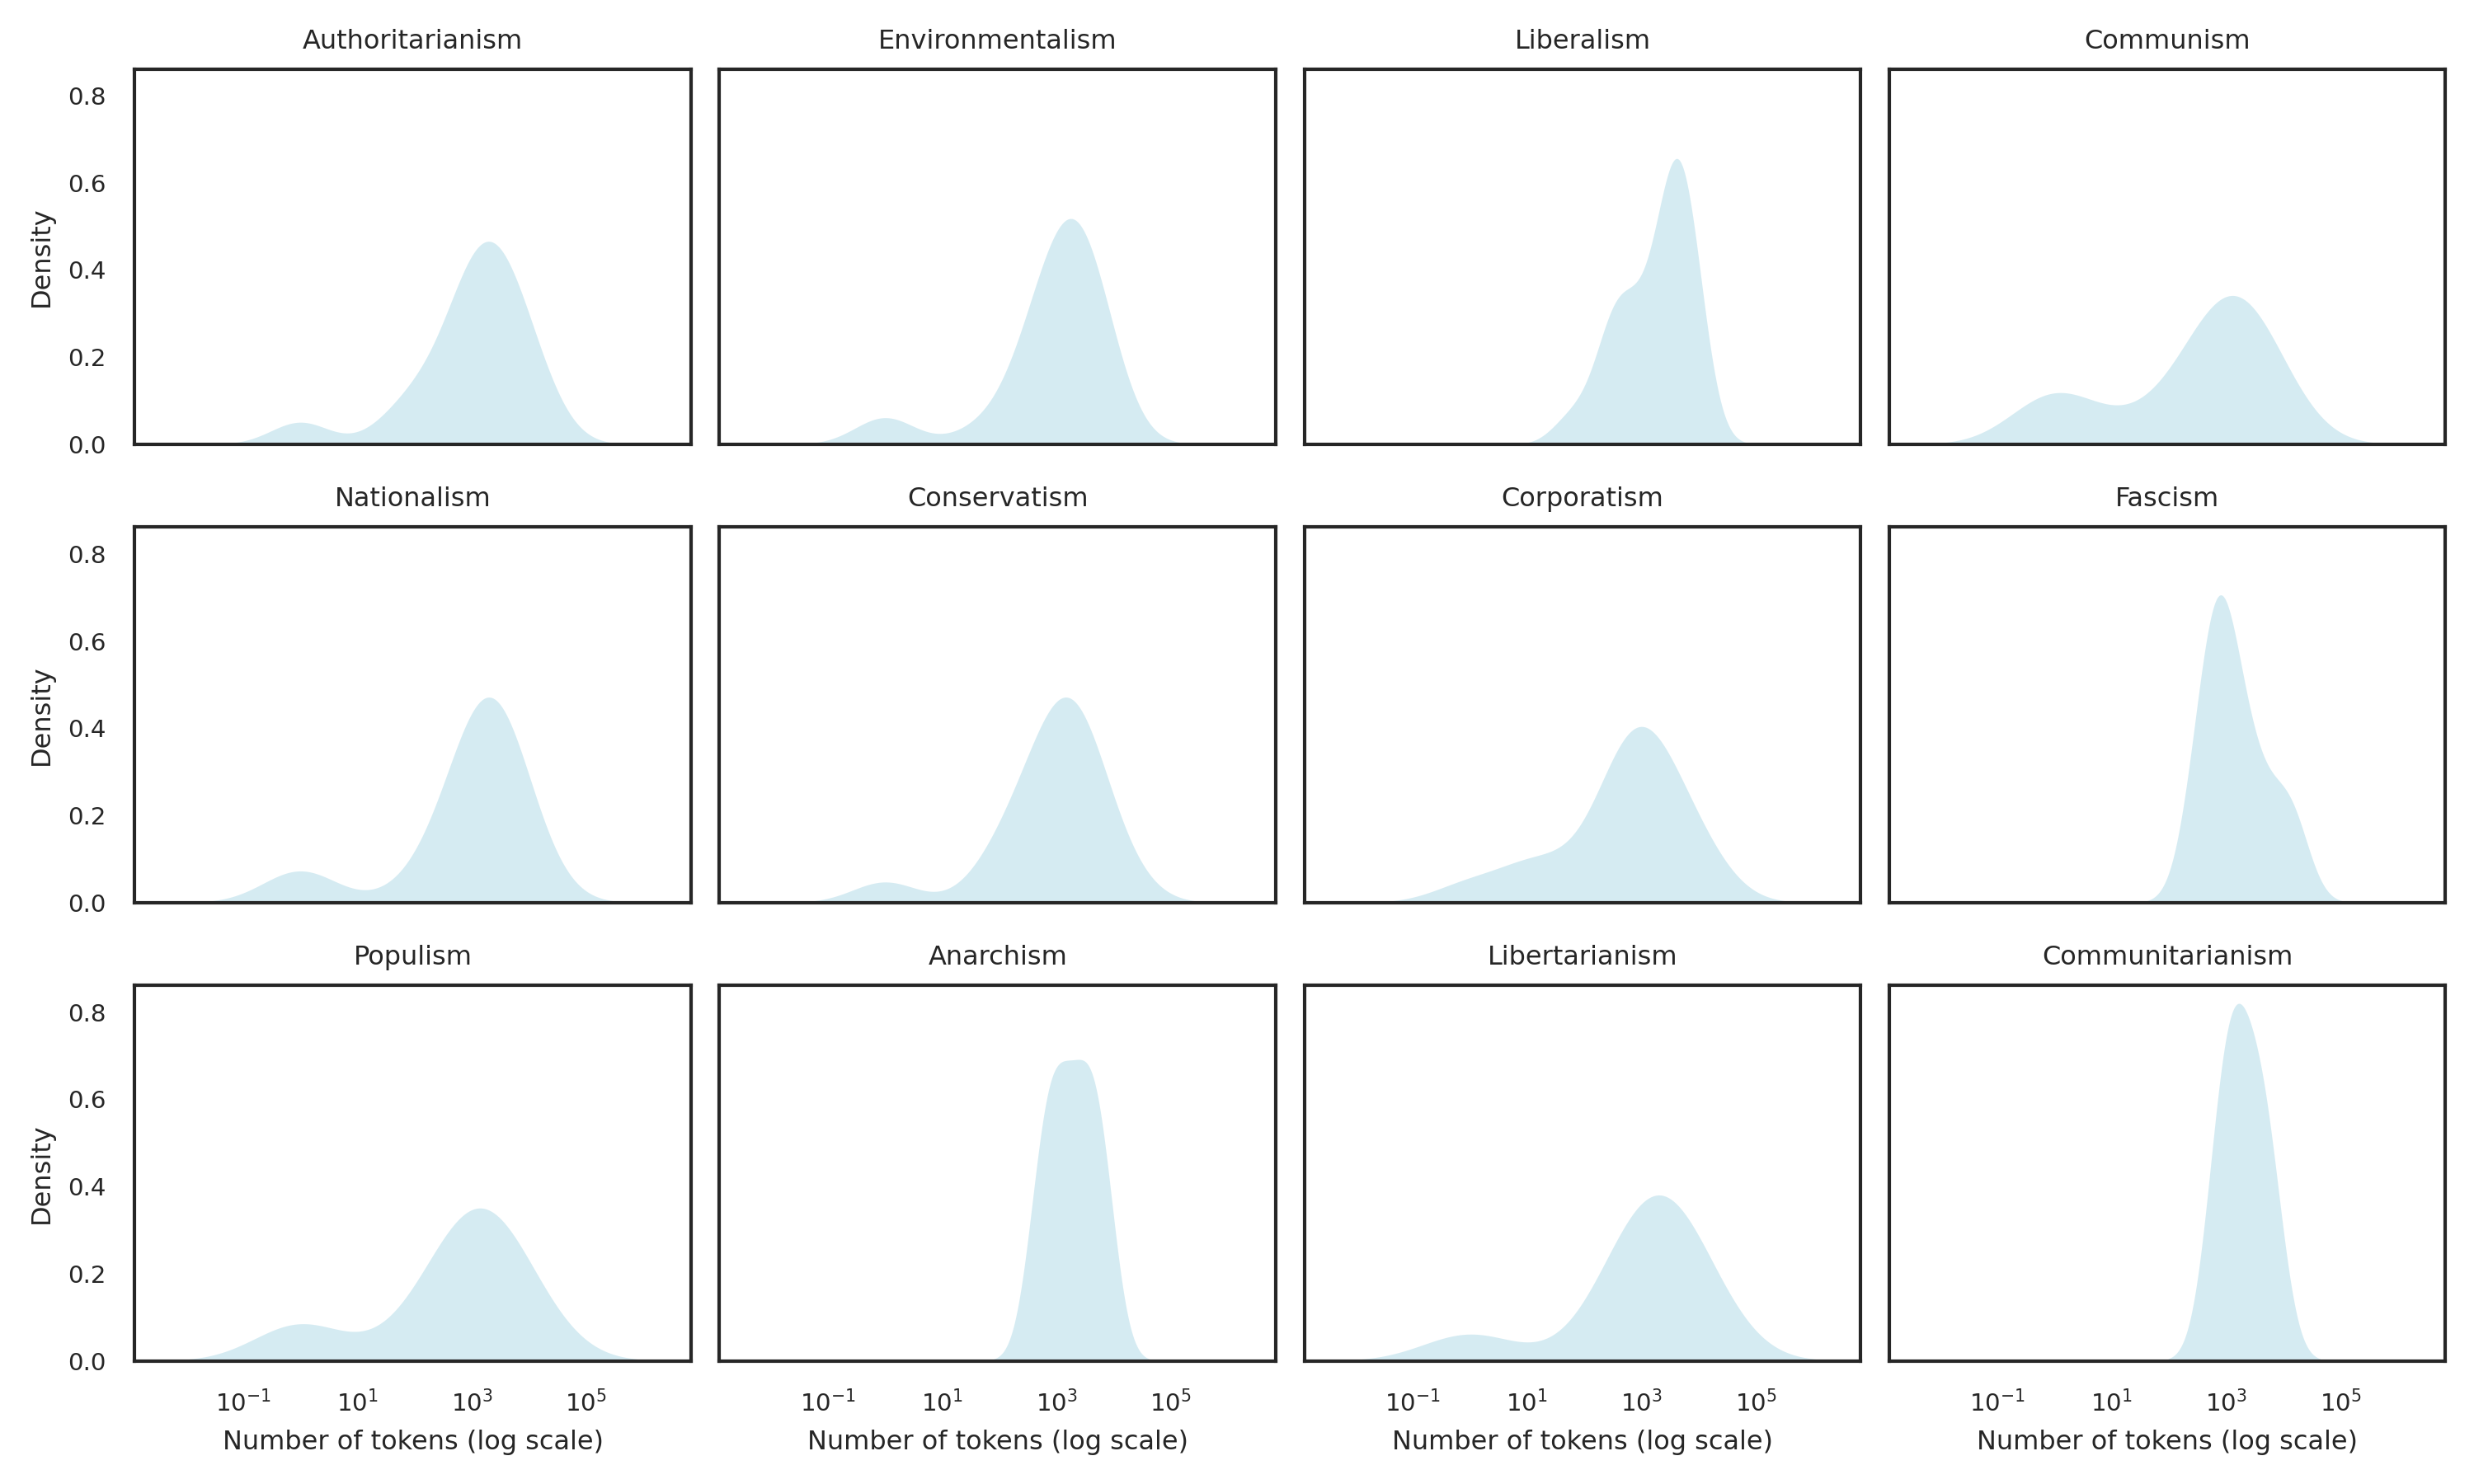 Authoritarianism Environmentalism Liberalism Communism
0.8
0.6
0.4
0.2
0.0
Density
Nationalism Conservatism Corporatism Fascism
0.8
0.6
0.4
0.2
0.0
Density
Populism Anarchism Libertarianism Communitarianism
0.8
0.6
0.4
0.2
0.0
Density
10⁻¹ 10¹ 10³ 10⁵ 10⁻¹ 10¹ 10³ 10⁵ 10⁻¹ 10¹ 10³ 10⁵ 10⁻¹ 10¹ 10³ 10⁵
Number of tokens (log scale) Number of tokens (log scale) Number of tokens (log scale) Number of tokens (log scale)